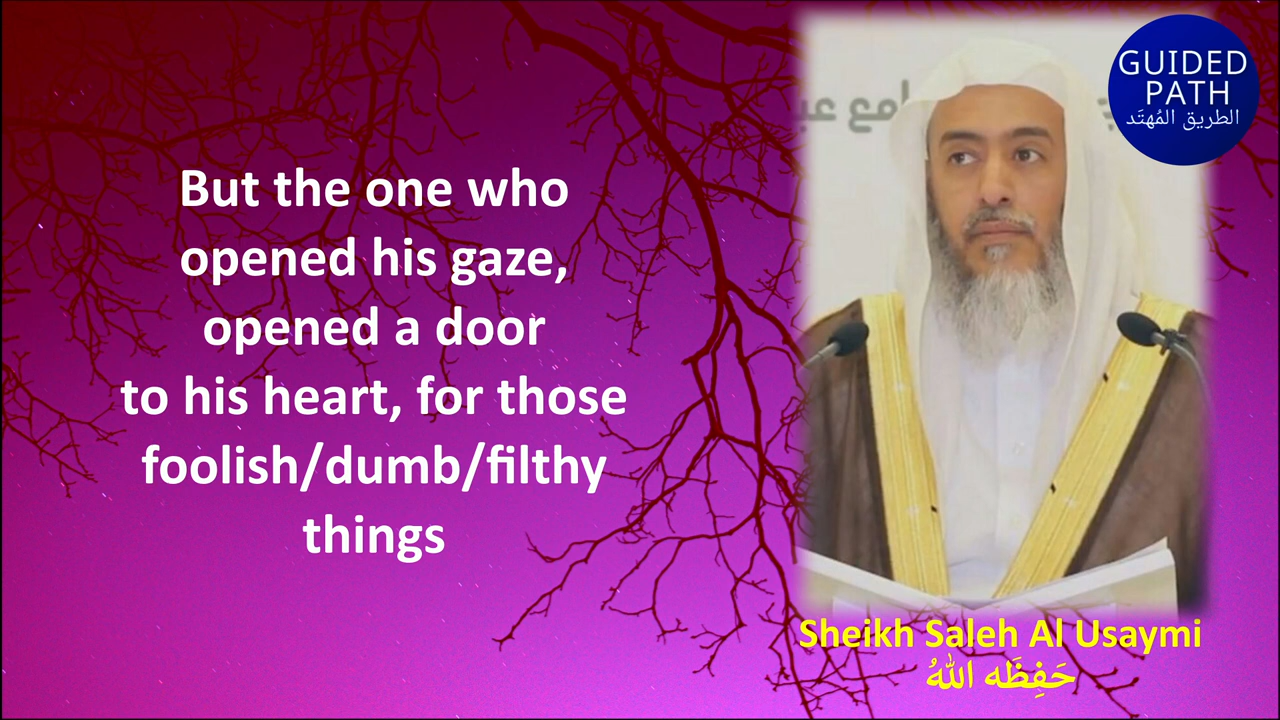 But the one who
opened his gaze,
opened a door
to his heart, for those
foolish/dumb/filthy
things
GUIDED
PATH
الطريق المُهتَد
Sheikh Saleh Al Usaymi
حَفِظَه اللهُ